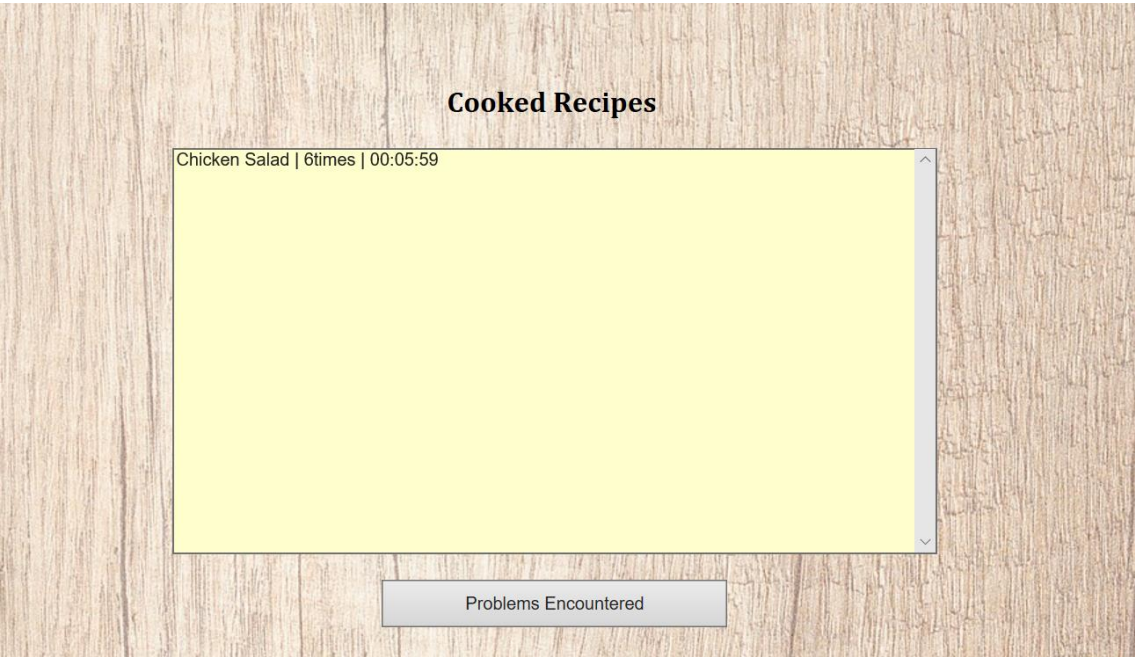 Cooked Recipes
Chicken Salad | 6times | 00:05:59
Problems Encountered